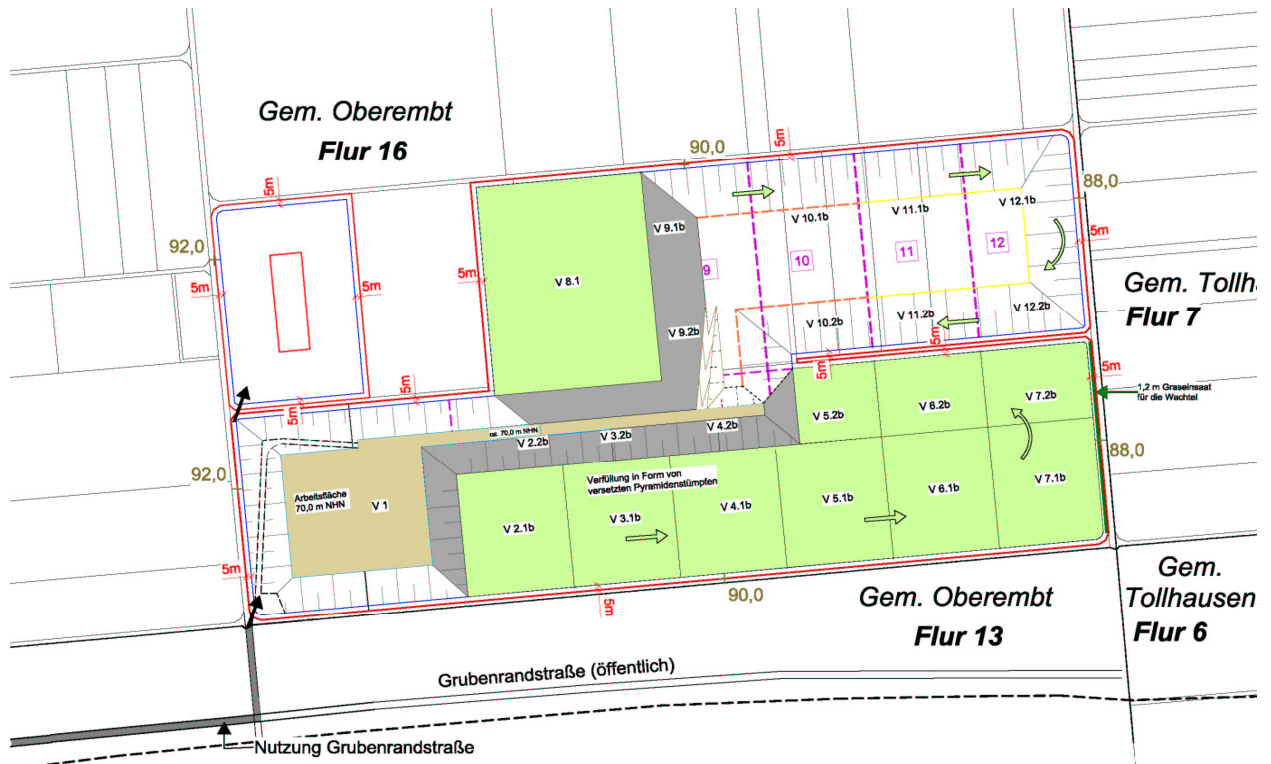 Gem. Oberembt
Flur 16
90,0
5m
5m
88,0
92,0
V 9.1b
V 10.1b
V 11.1b
V 12.1b
5m
5m
5m
5m
9
10
11
12
V 8.1
Gem. Tollh
Flur 7
V 9.2b
V 10.2b
V 11.2b
V 12.2b
5m
5m
5m
5m
5m
1,2 m Graseinsaat
für die Wachtel
V 5.2b
V 6.2b
V 7.2b
ca. 70,0 m NHN
V 2.2b
V 3.2b
V 4.2b
88,0
92,0
Arbeitsfläche
70,0 m NHN
V 1
Verfüllung in Form von
versetzten Pyramidenstümpfen
V 2.1b
V 3.1b
V 4.1b
V 5.1b
V 6.1b
V 7.1b
5m
5m
90,0
Gem. Oberembt
Flur 13
Gem.
Tollhausen
Flur 6
Grubenrandstraße (öffentlich)
Nutzung Grubenrandstraße